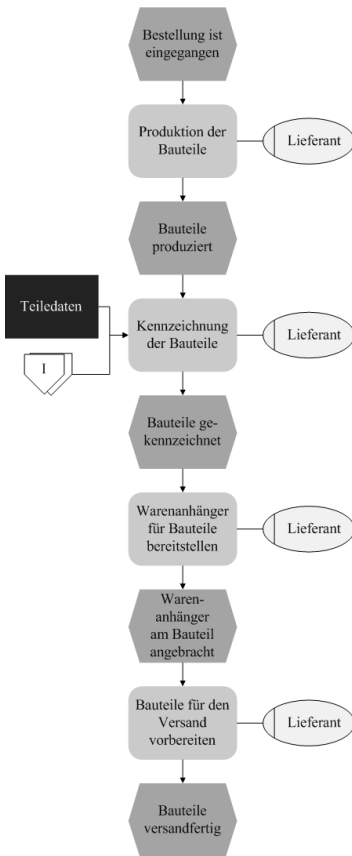 Bestellung ist
eingegangen
Produktion der
Bauteile
Lieferant
Bauteile
produziert
Teiledaten
I
Kennzeichnung
der Bauteile
Lieferant
Bauteile ge-
kennzeichnet
Warenanhänger
für Bauteile
bereitstellen
Lieferant
Waren-
anhänger
am Bauteil
angebracht
Bauteile für den
Versand
vorbereiten
Lieferant
Bauteile
versandfertig